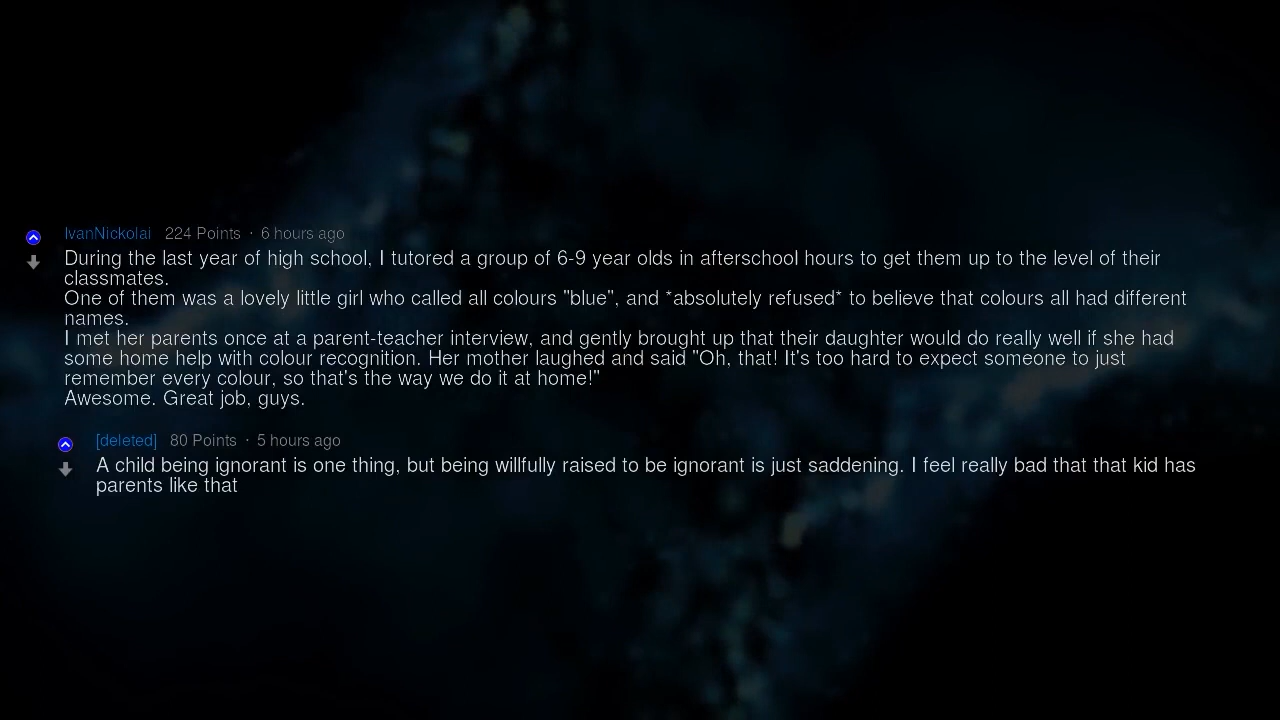 IvanNickolai 224 Points · 6 hours ago
During the last year of high school, I tutored a group of 6-9 year olds in afterschool hours to get them up to the level of their
classmates.
One of them was a lovely little girl who called all colours "blue", and *absolutely refused* to believe that colours all had different
names.
I met her parents once at a parent-teacher interview, and gently brought up that their daughter would do really well if she had
some home help with colour recognition. Her mother laughed and said "Oh, that! It's too hard to expect someone to just
remember every colour, so that's the way we do it at home!"
Awesome. Great job, guys.
[deleted] 80 Points · 5 hours ago
A child being ignorant is one thing, but being willfully raised to be ignorant is just saddening. I feel really bad that that kid has
parents like that